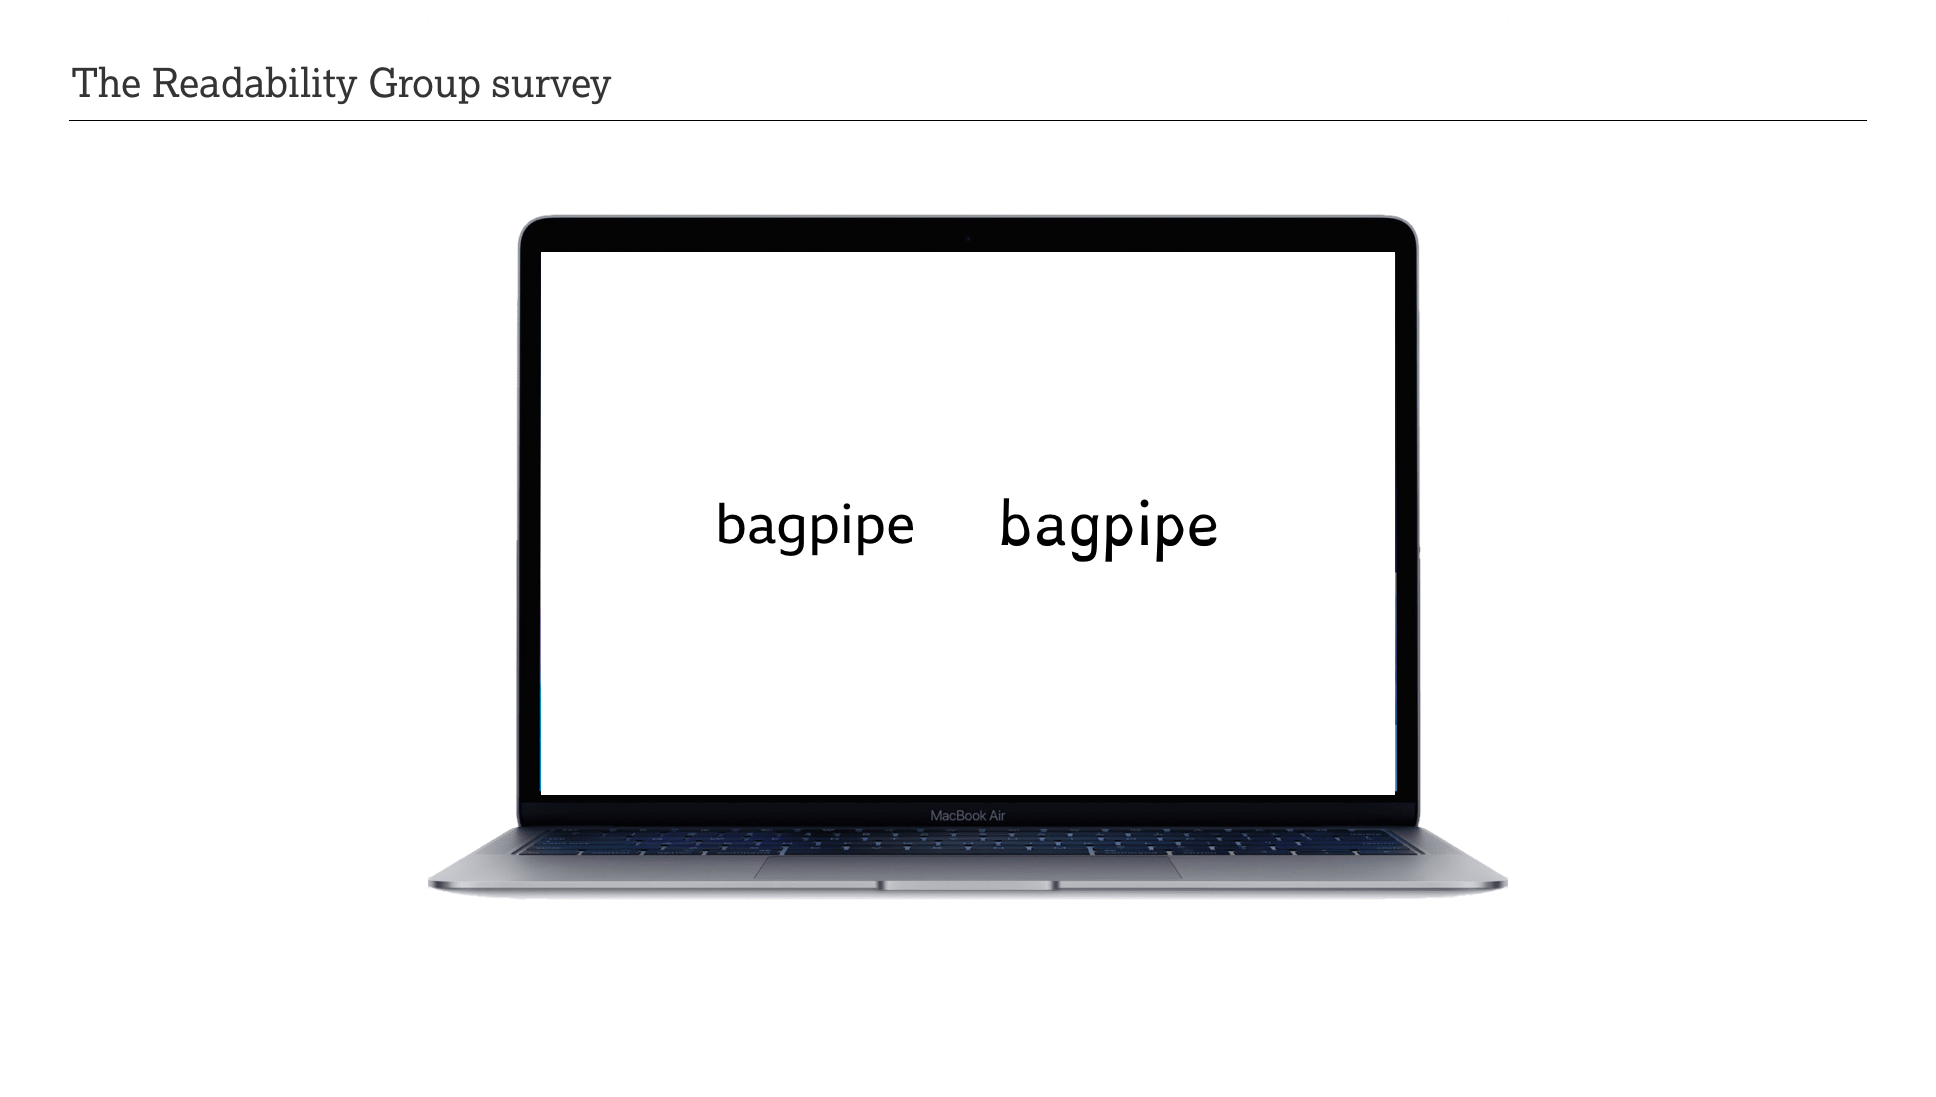 The Readability Group survey
bagpipe bagpipe
MacBook Air